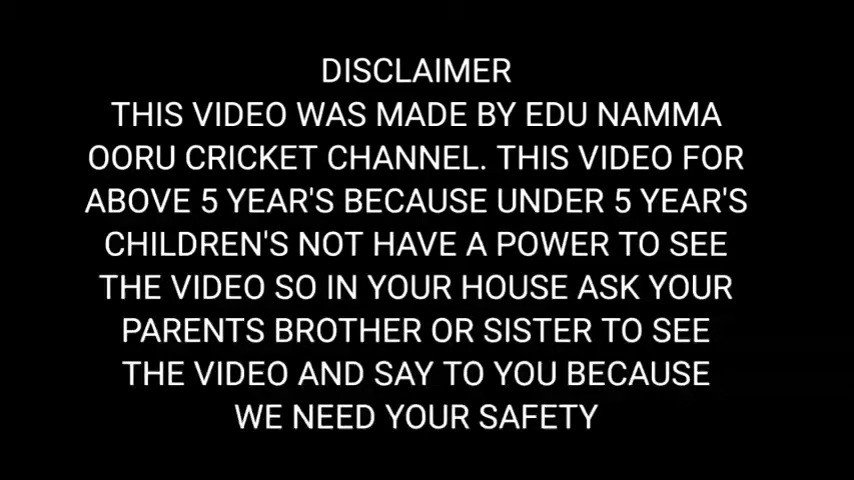 DISCLAIMER
THIS VIDEO WAS MADE BY EDU NAMMA
OORU CRICKET CHANNEL. THIS VIDEO FOR
ABOVE 5 YEAR'S BECAUSE UNDER 5 YEAR'S
CHILDREN'S NOT HAVE A POWER TO SEE
THE VIDEO SO IN YOUR HOUSE ASK YOUR
PARENTS BROTHER OR SISTER TO SEE
THE VIDEO AND SAY TO YOU BECAUSE
WE NEED YOUR SAFETY